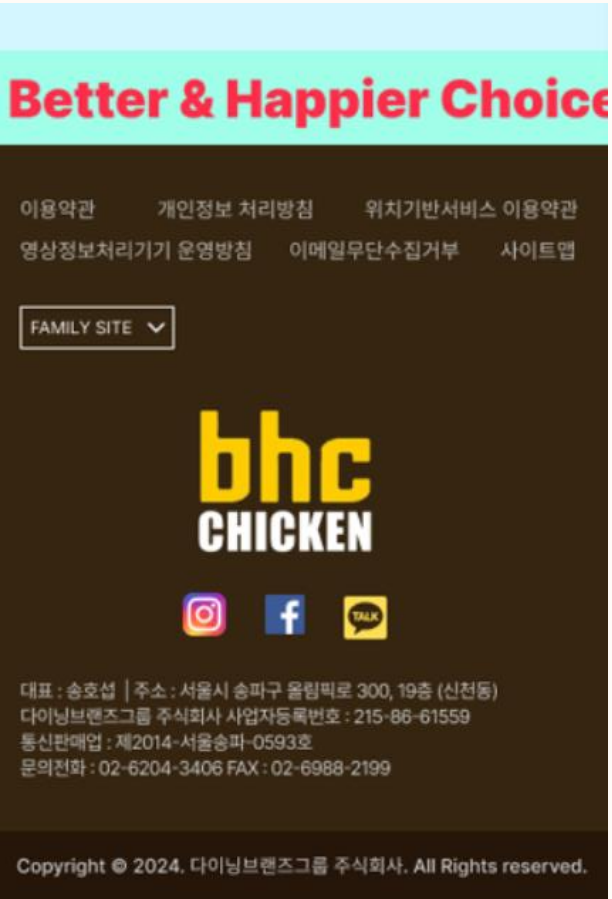 Better & Happier Choice
이용약관 개인정보 처리방침 위치기반서비스 이용약관
영상정보처리기기 운영방침 이메일무단수집거부 사이트맵
FAMILY SITE
bhc
CHICKEN
TALK
대표 : 송호섭 | 주소 : 서울시 송파구 올림픽로 300, 19층 (신천동)
다이닝브랜즈그룹 주식회사 사업자등록번호 : 215-86-61559
통신판매업 : 제2014-서울송파-0593호
문의전화 : 02-6204-3406 FAX : 02-6988-2199
Copyright © 2024. 다이닝브랜즈그룹 주식회사. All Rights reserved.